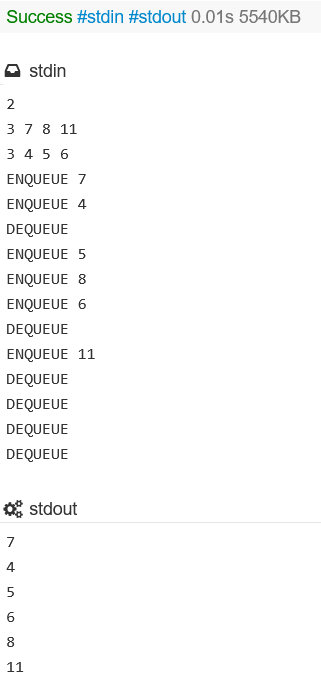 Success #stdin #stdout 0.01s 5540KB
stdin
2
3 7 8 11
3 4 5 6
ENQUEUE 7
ENQUEUE 4
DEQUEUE
ENQUEUE 5
ENQUEUE 8
ENQUEUE 6
DEQUEUE
ENQUEUE 11
DEQUEUE
DEQUEUE
DEQUEUE
DEQUEUE
stdout
7
4
5
6
8
11